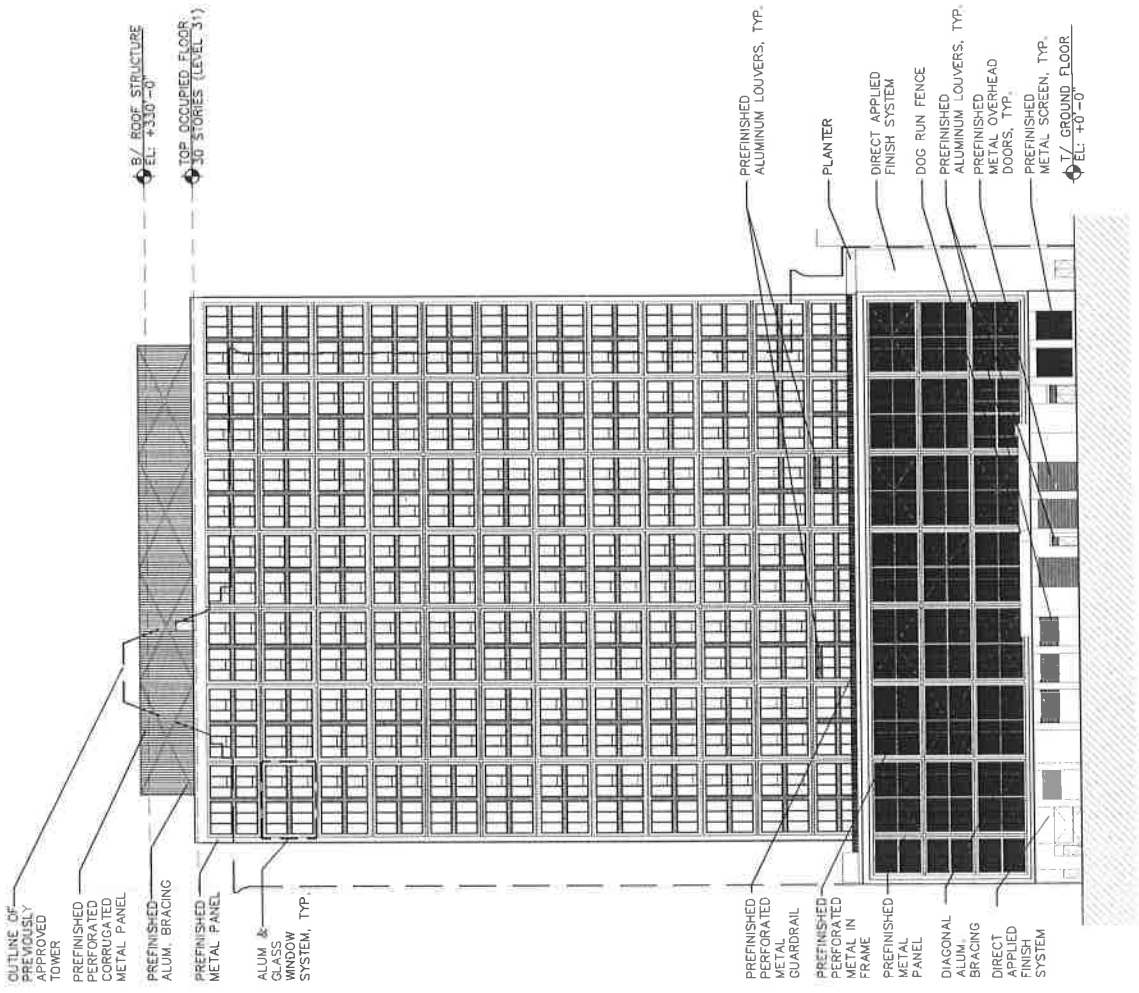 OUTLINE OF
PREVIOUSLY
APPROVED
TOWER
PREFINISHED
PERFORATED
CORRUGATED
METAL PANEL
PREFINISHED
ALUM. BRACING
PREFINISHED
METAL PANEL
ALUM &
GLASS
WINDOW
SYSTEM, TYP.
PREFINISHED
PERFORATED
METAL
GUARDRAIL
PREFINISHED
PERFORATED
METAL IN
FRAME
PREFINISHED
METAL
PANEL
DIAGONAL
ALUM.
BRACING
DIRECT
APPLIED
FINISH
SYSTEM
B/ ROOF STRUCTURE
EL: +330'-0"
TOP OCCUPIED FLOOR
30 STORIES (LEVEL 31)
PREFINISHED
ALUMINUM LOUVERS, TYP.
PLANTER
DIRECT APPLIED
FINISH SYSTEM
DOG RUN FENCE
PREFINISHED
ALUMINUM LOUVERS, TYP.
PREFINISHED
METAL OVERHEAD
DOORS, TYP.
PREFINISHED
METAL SCREEN, TYP.
T/ GROUND FLOOR
EL: +0'-0"